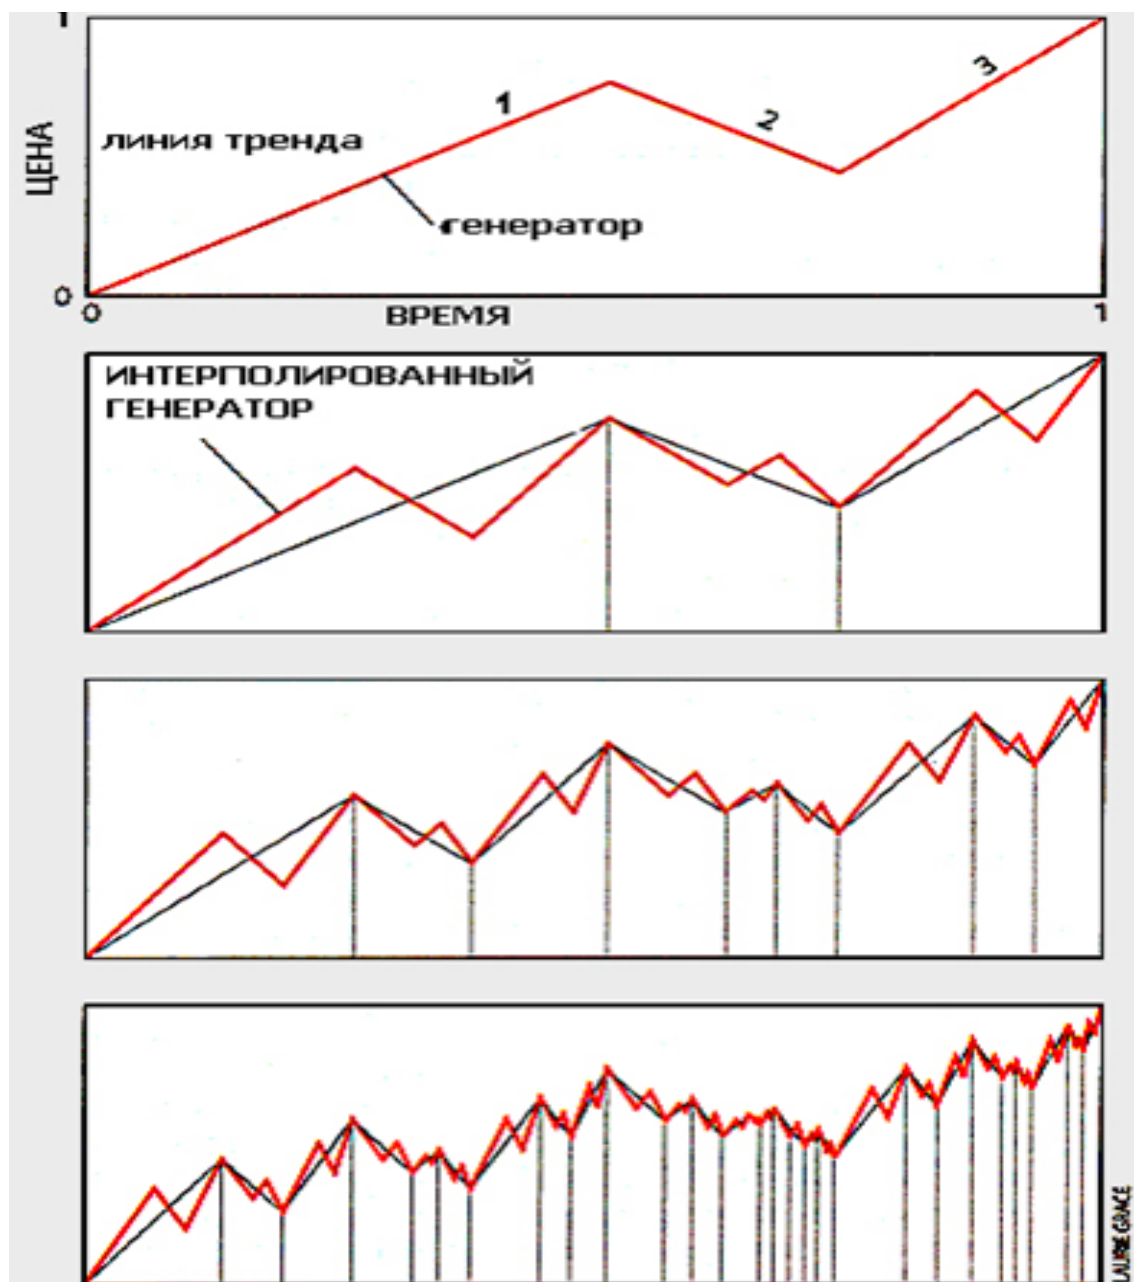 1
ЦЕНА
линия тренда
1
2
3
генератор
0
0
ВРЕМЯ
1
ИНТЕРПОЛИРОВАННЫЙ
ГЕНЕРАТОР
LAURIE GRACE